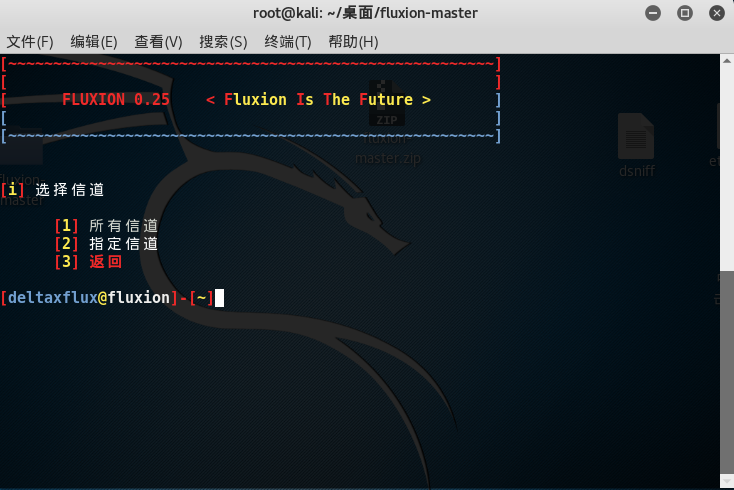 root@kali: ~/桌面/fluxion-master
文件(F) 编辑(E) 查看(V) 搜索(S) 终端(T) 帮助(H)
[~~~~~~~~~~~~~~~~~~~~~~~~~~~~~~~~~~~~~~~~~~~~~~~~~~~~~~]
[ ]
[ FLUXION 0.25 < Fluxion Is The Future > ]
[ ]
[~~~~~~~~~~~~~~~~~~~~~~~~~~~~~~~~~~~~~~~~~~~~~~~~~~~~~~]
ZIP
fluxion-
master.zip
dsniff
fluxion-
master
[i] 选择信道
[1] 所有信道
[2] 指定信道
[3] 返回
[deltaxflux@fluxion]-[~]